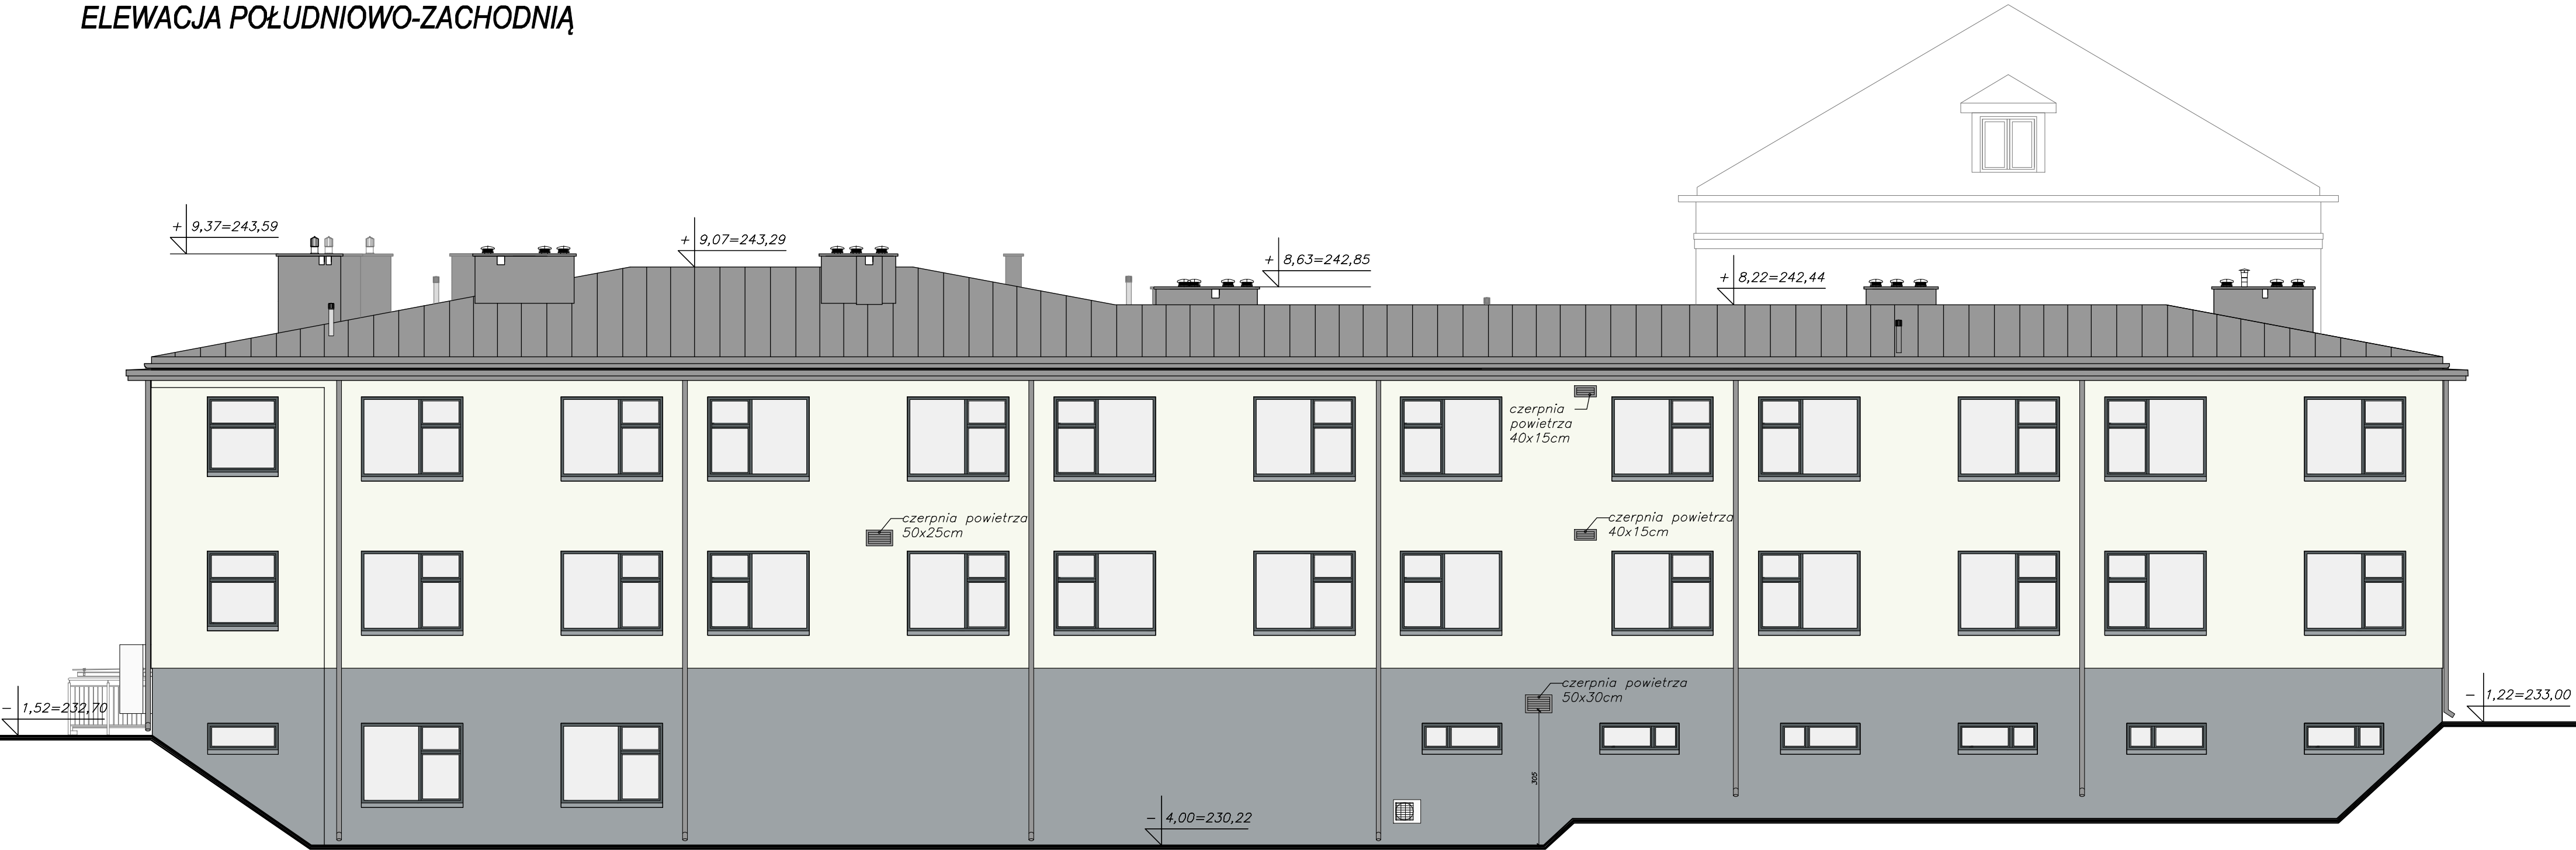 ELEWACJA POŁUDNIOWO-ZACHODNIĄ
+ 9,37=243,59
+ 9,07=243,29
+ 8,63=242,85
+ 8,22=242,44
czerpnia
powietrza
40x15cm
czerpnia powietrza
50x25cm
czerpnia powietrza
40x15cm
czerpnia powietrza
50x30cm
- 1,52=232,70
- 1,22=233,00
305
- 4,00=230,22